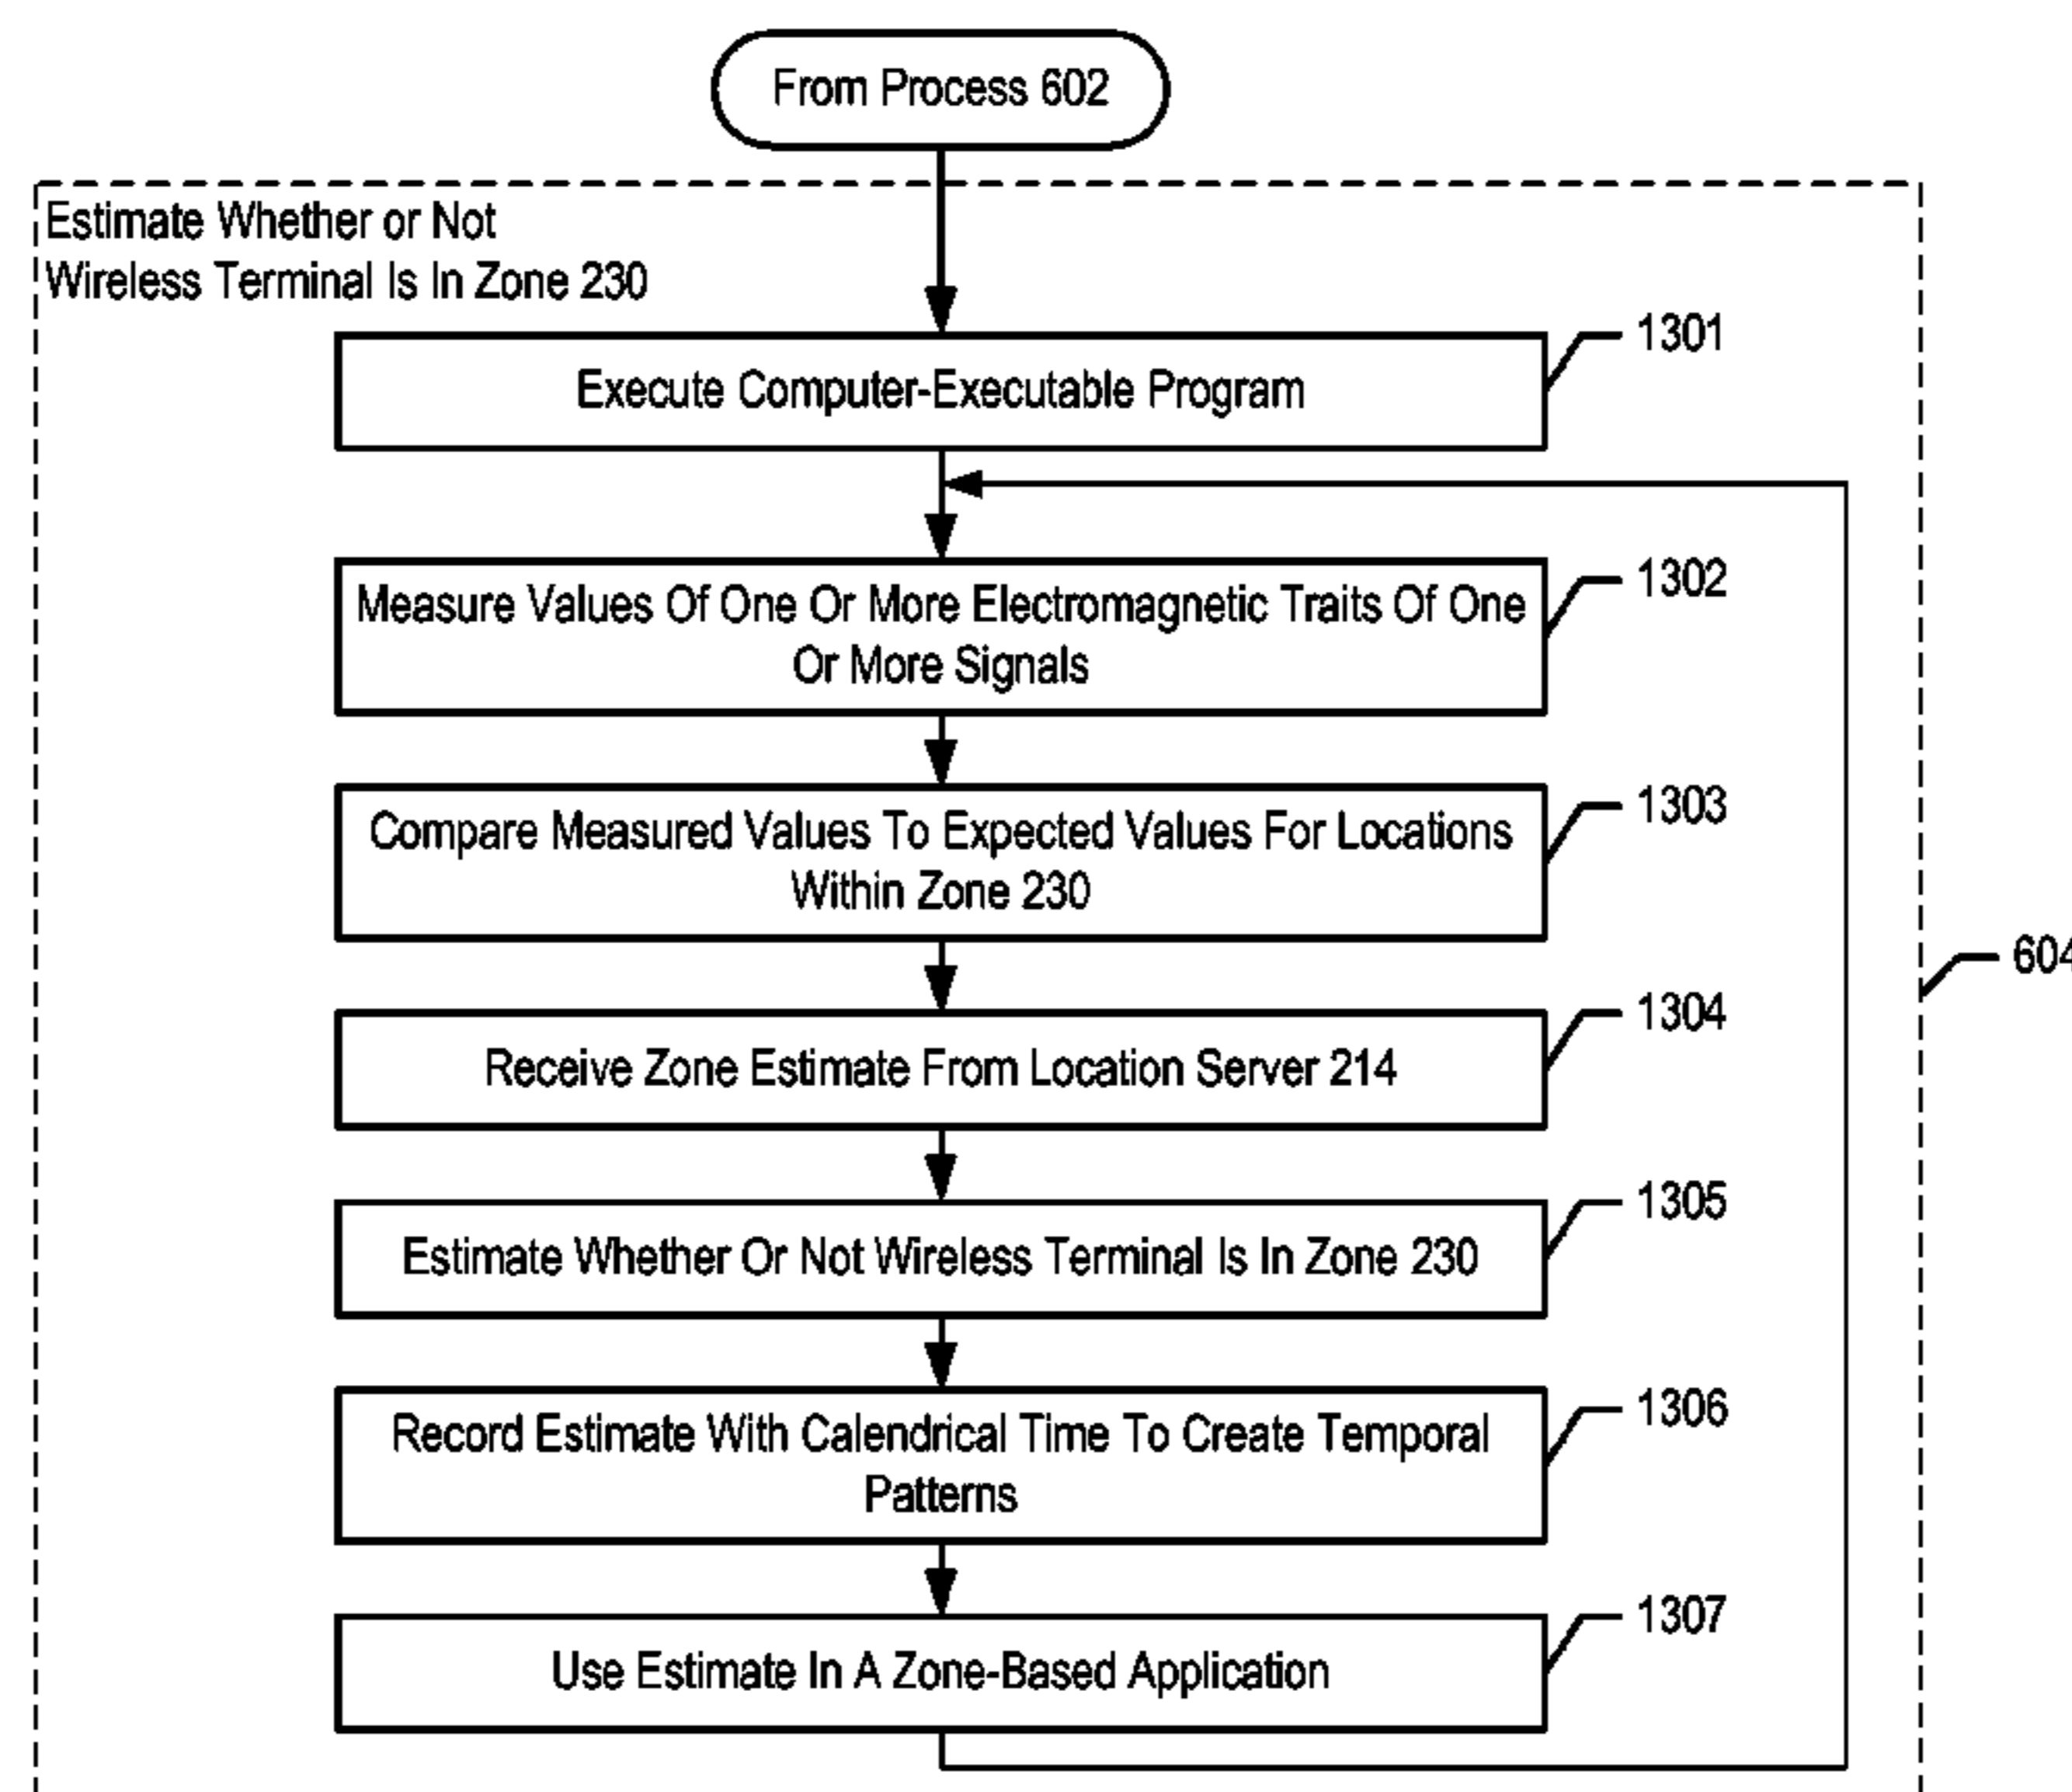 From Process 602
Estimate Whether or Not
Wireless Terminal Is In Zone 230
1301
Execute Computer-Executable Program
1302
Measure Values Of One Or More Electromagnetic Traits Of One
Or More Signals
1303
Compare Measured Values To Expected Values For Locations
Within Zone 230
604
1304
Receive Zone Estimate From Location Server 214
1305
Estimate Whether Or Not Wireless Terminal Is In Zone 230
1306
Record Estimate With Calendrical Time To Create Temporal
Patterns
1307
Use Estimate In A Zone-Based Application